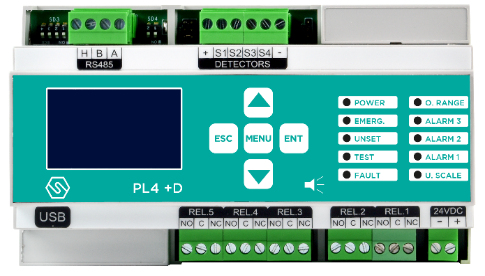 SD3
SD4
H B A
RS485
+ S1 S2 S3 S4 -
DETECTORS
POWER
O. RANGE
EMERG.
ALARM 3
ESC MENU ENT
UNSET
ALARM 2
TEST
ALARM 1
FAULT
U. SCALE
PL4 +D
USB
REL.5 REL.4 REL.3
NO C NC NO C NC NO C NC
REL.2 REL.1
NO C NC NO C NC
24VDC
- +